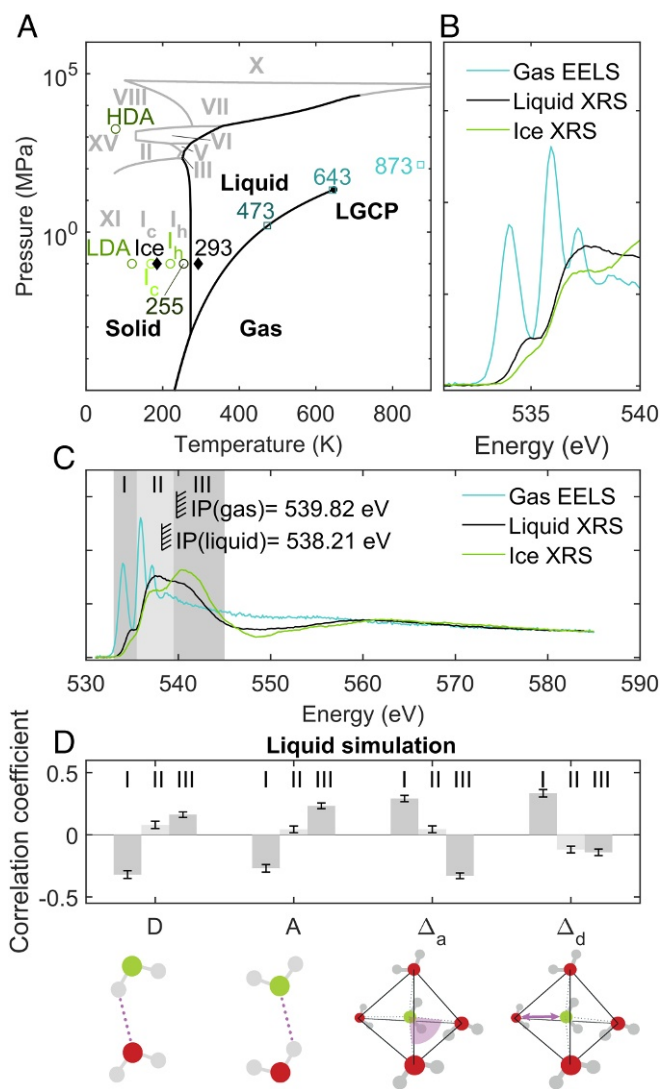 A
Pressure (MPa)
10⁵
10⁰
X
VIII
VII
HDA
XV
VI
V
II
III
Liquid
873
643
473
LGCP
XI
I_c
I_h
LDA
Ice
I_h
293
I_c
255
Solid
Gas
0
200
400
600
800
Temperature (K)
B
Gas EELS
Liquid XRS
Ice XRS
535
540
Energy (eV)
C
I
II
III
IP(gas)= 539.82 eV
IP(liquid)= 538.21 eV
Gas EELS
Liquid XRS
Ice XRS
530
540
550
560
570
580
590
Energy (eV)
D
Liquid simulation
Correlation coefficient
0.5
0
-0.5
I II III
I II III
I II III
I II III
D
A
Δ_a
Δ_d